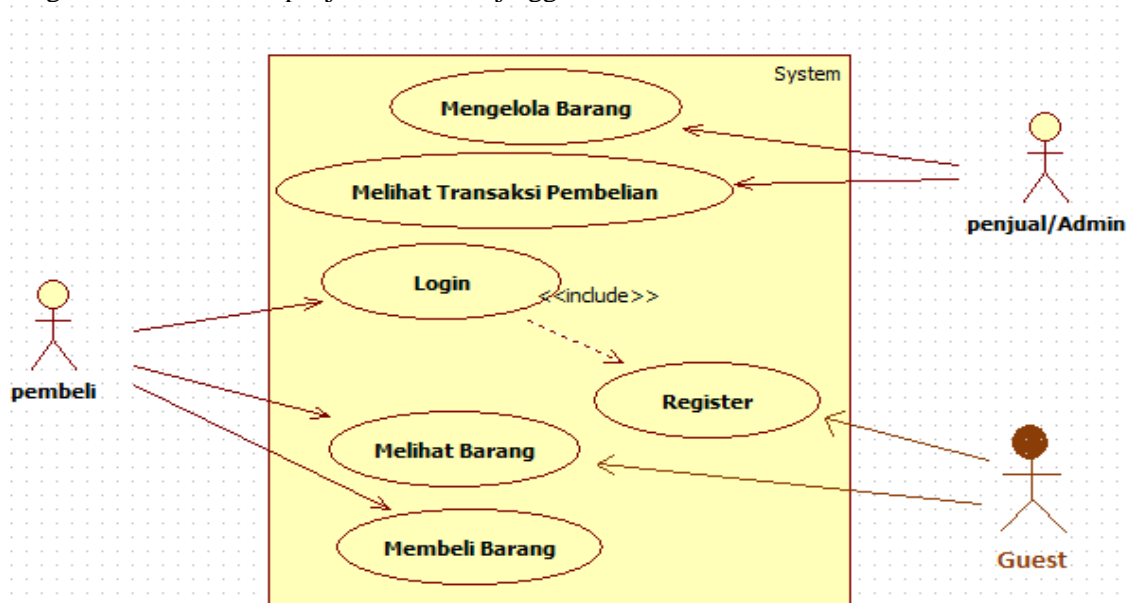 System
Mengelola Barang
Melihat Transaksi Pembelian
penjual/Admin
Login
<<include>>
pembeli
Register
Melihat Barang
Membeli Barang
Guest